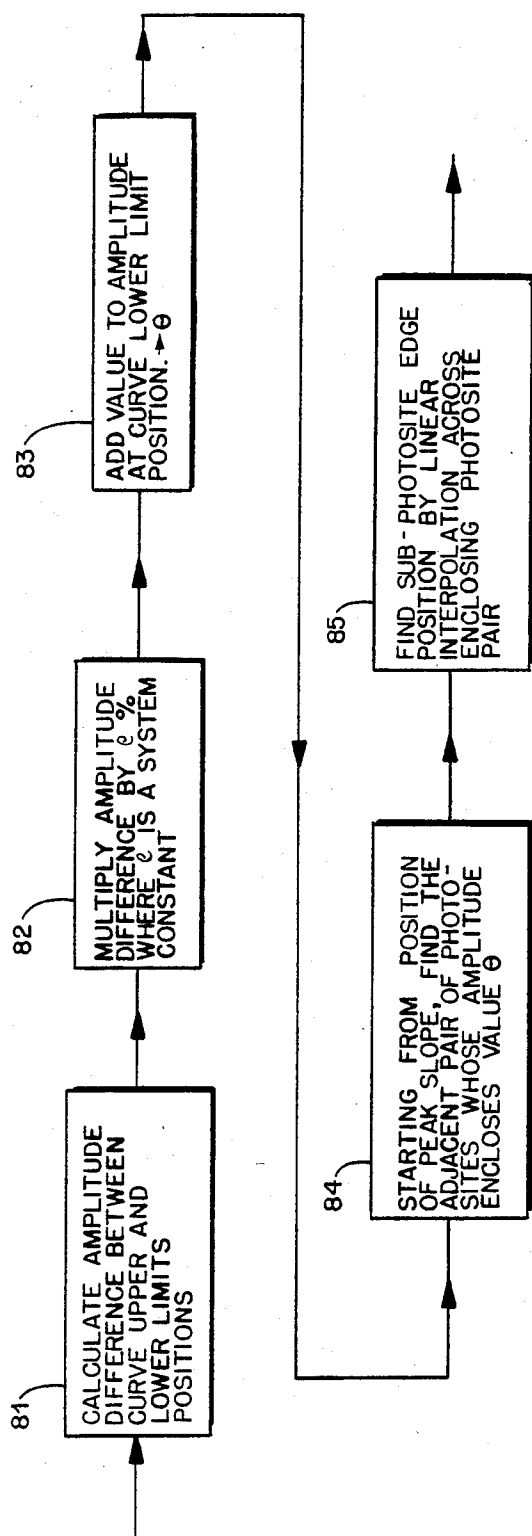 81
CALCULATE AMPLITUDE
DIFFERENCE BETWEEN
CURVE UPPER AND
LOWER LIMITS
POSITIONS
82
MULTIPLY AMPLITUDE
DIFFERENCE BY ℓ %
WHERE ℓ IS A SYSTEM
CONSTANT
83
ADD VALUE TO AMPLITUDE
AT CURVE LOWER LIMIT
POSITION. → θ
84
STARTING FROM POSITION
OF PEAK SLOPE, FIND THE
ADJACENT PAIR OF PHOTO-
SITES WHOSE AMPLITUDE
ENCLOSES VALUE θ
85
FIND SUB-PHOTOSITE EDGE
POSITION BY LINEAR
INTERPOLATION ACROSS
ENCLOSING PHOTOSITE
PAIR